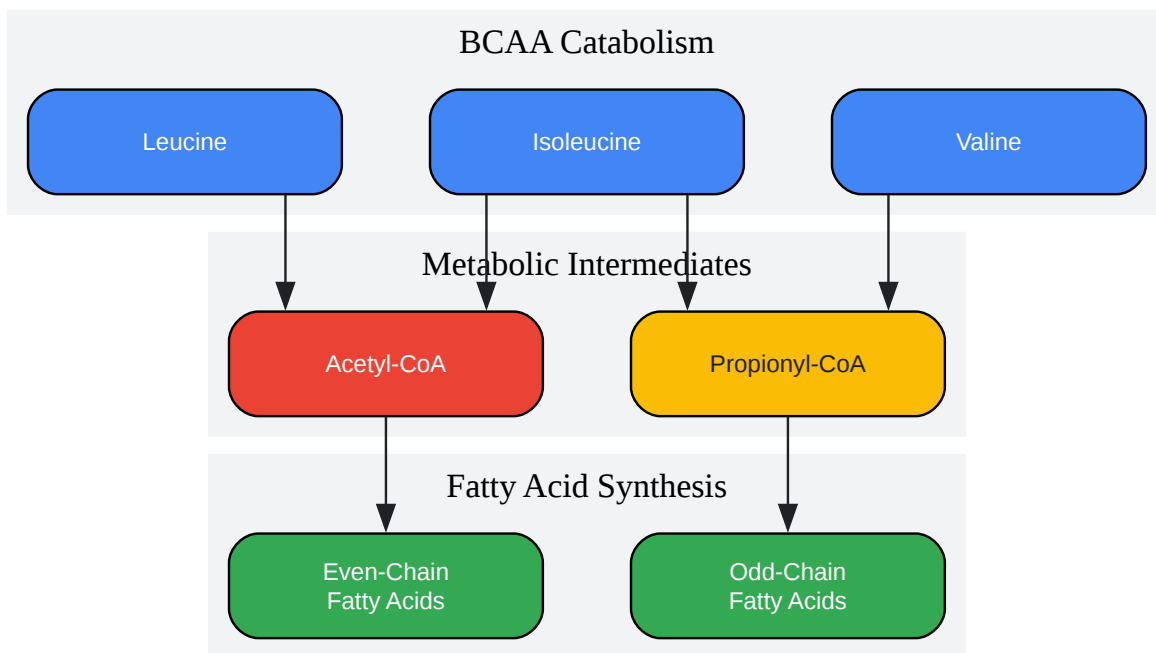 BCAA Catabolism
Leucine
Isoleucine
Valine
Metabolic Intermediates
Acetyl-CoA
Propionyl-CoA
Fatty Acid Synthesis
Even-Chain
Fatty Acids
Odd-Chain
Fatty Acids